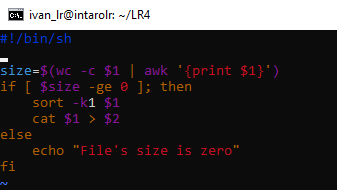 ivan_lr@intarolr: ~/LR4
#!/bin/sh
size=$(wc -c $1 | awk '{print $1}')
if [ $size -ge 0 ]; then
    sort -k1 $1
    cat $1 > $2
else
    echo "File's size is zero"
fi
~